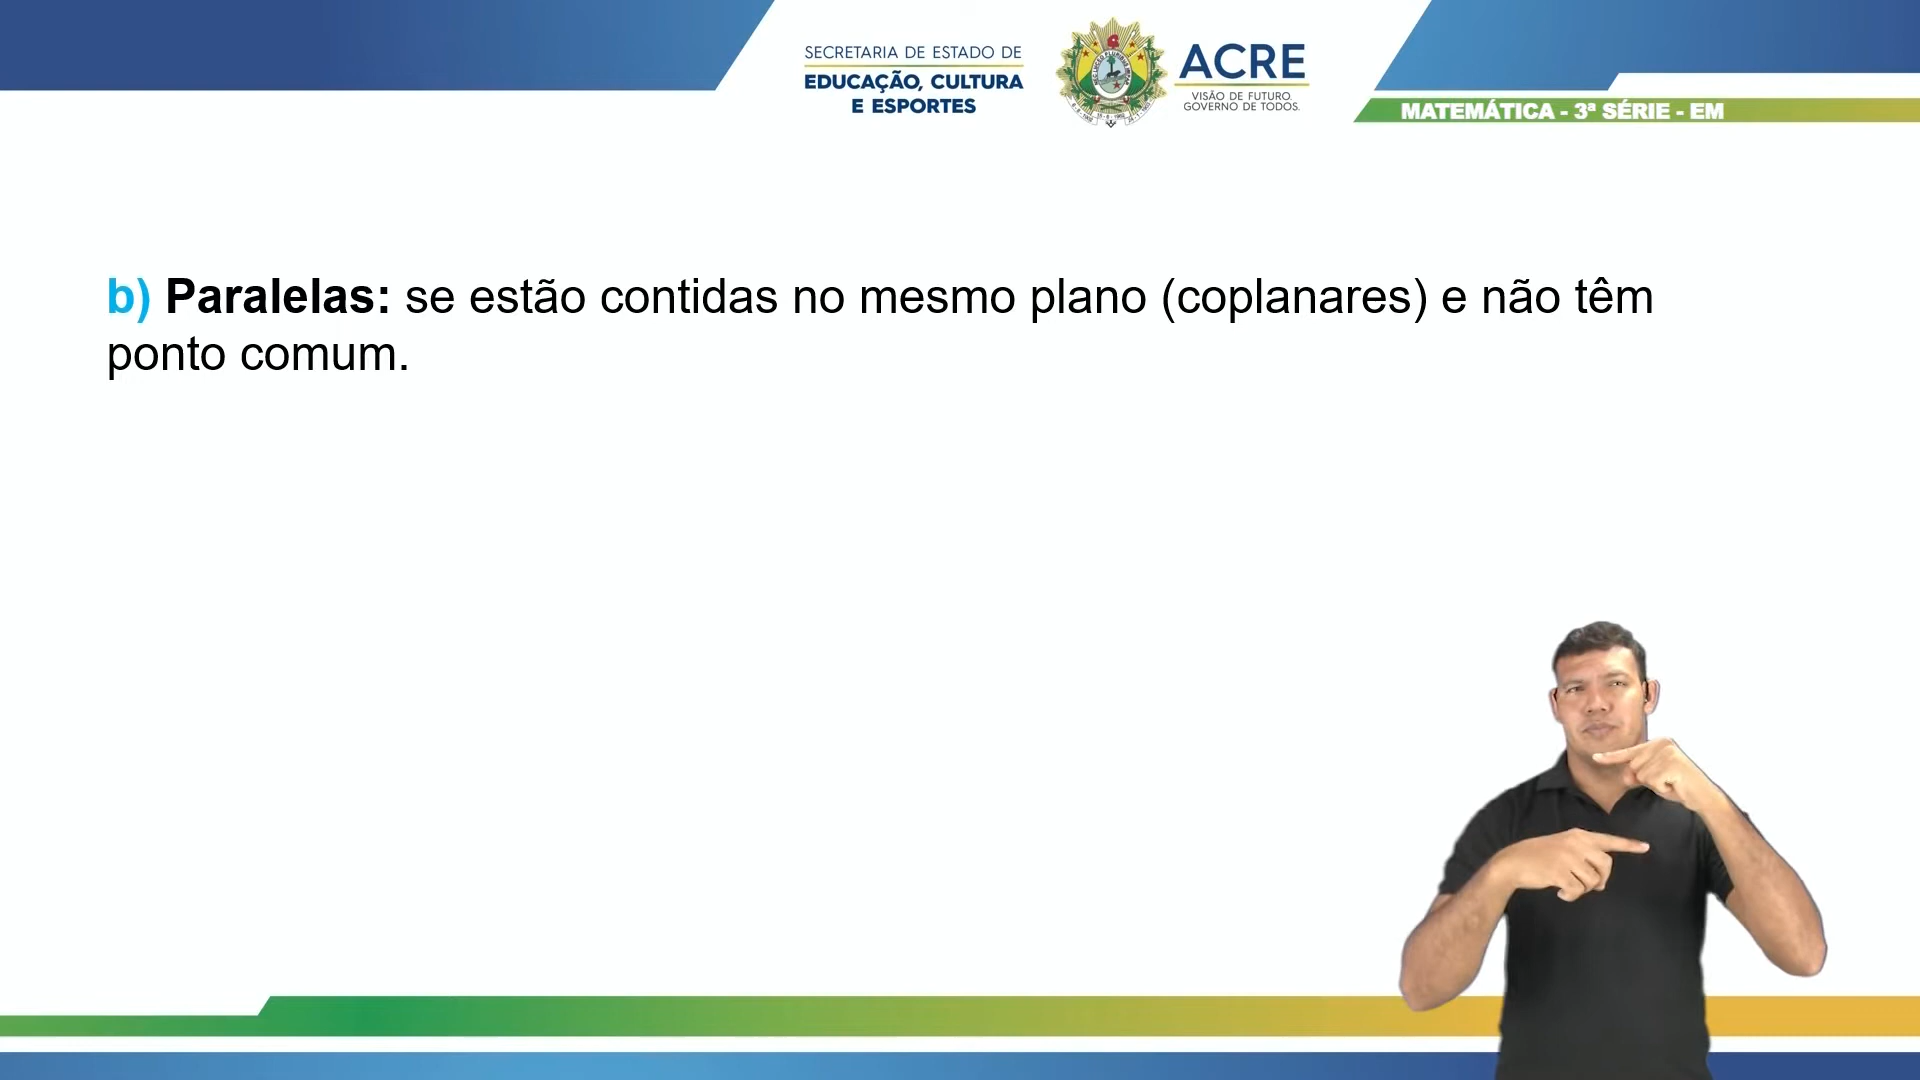 SECRETARIA DE ESTADO DE
EDUCAÇÃO, CULTURA
E ESPORTES
ACRE
VISÃO DE FUTURO.
GOVERNO DE TODOS.
MATEMÁTICA - 3ª SÉRIE - EM
b) Paralelas: se estão contidas no mesmo plano (coplanares) e não têm
ponto comum.